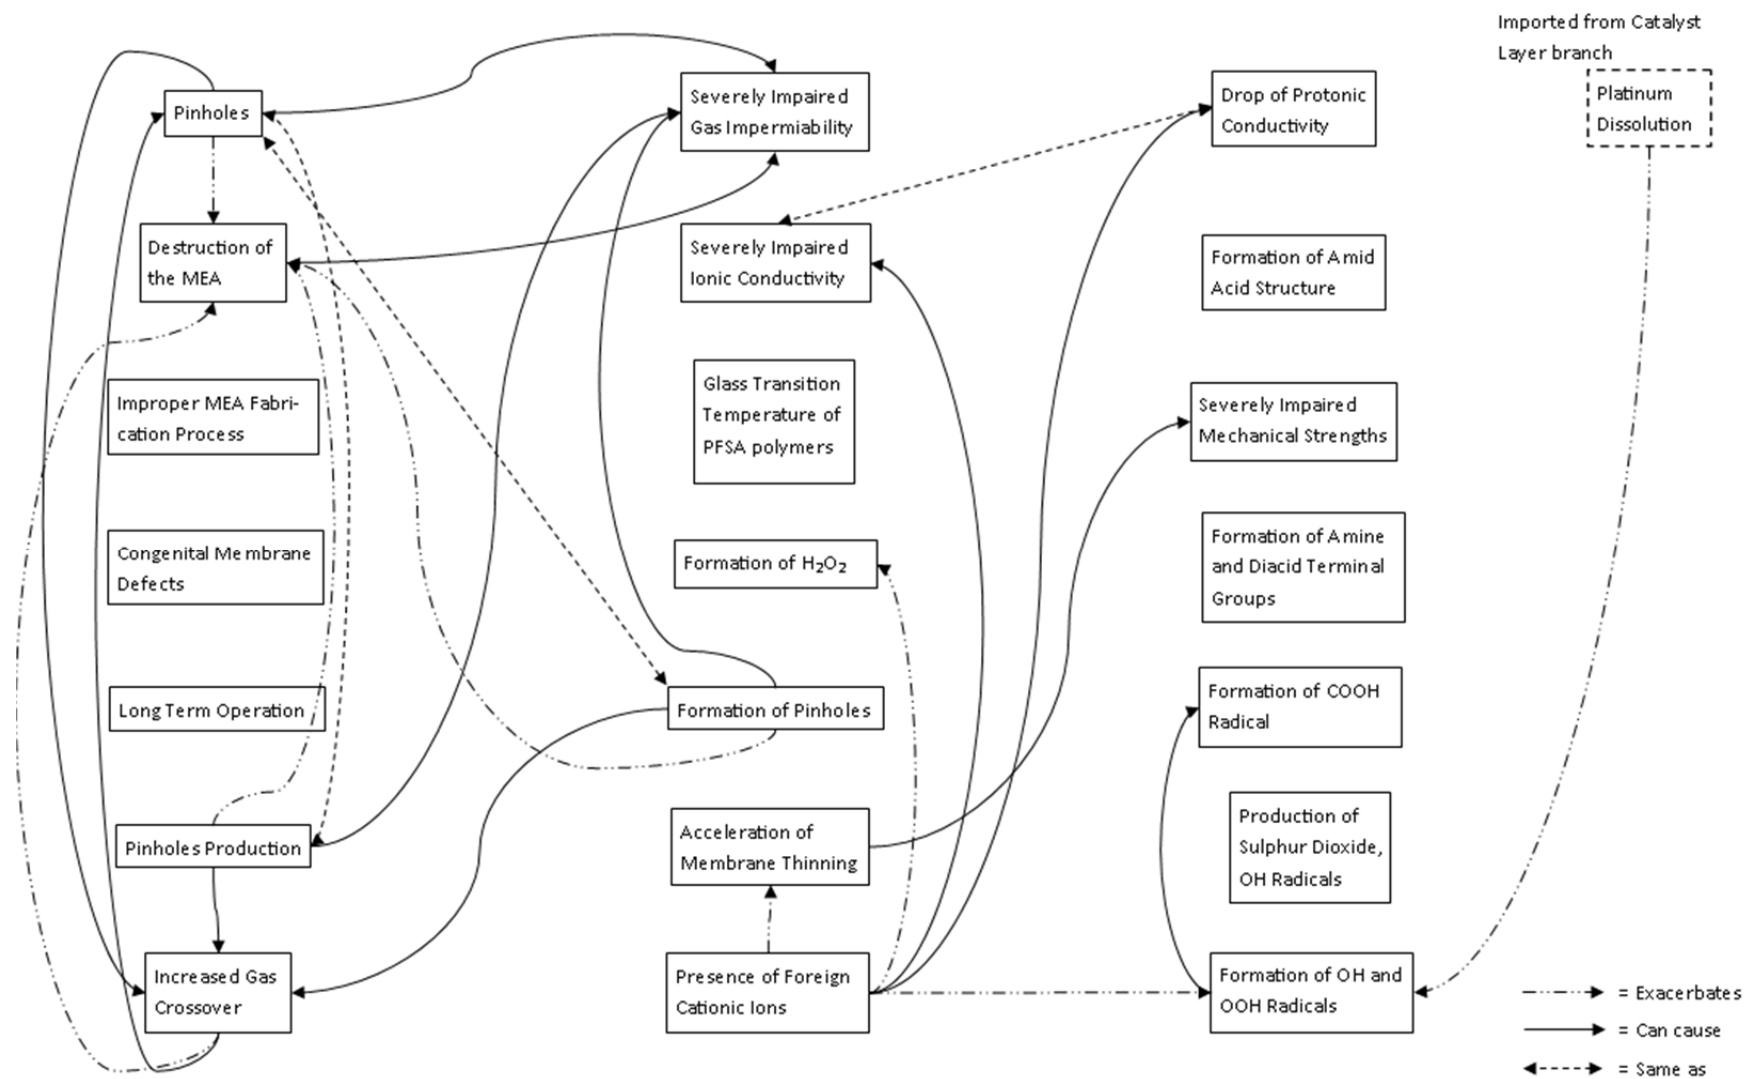 Imported from Catalyst
Layer branch
Platinum
Dissolution
Pinholes
Severely Impaired
Gas Impermiability
Drop of Protonic
Conductivity
Destruction of
the MEA
Severely Impaired
Ionic Conductivity
Formation of Amid
Acid Structure
Improper MEA Fabri-
cation Process
Glass Transition
Temperature of
PFSA polymers
Severely Impaired
Mechanical Strengths
Congenital Membrane
Defects
Formation of H₂O₂
Formation of Amine
and Diacid Terminal
Groups
Long Term Operation
Formation of Pinholes
Formation of COOH
Radical
Pinholes Production
Acceleration of
Membrane Thinning
Production of
Sulphur Dioxide,
OH Radicals
Increased Gas
Crossover
Presence of Foreign
Cationic Ions
Formation of OH and
OOH Radicals
= Exacerbates
= Can cause
= Same as